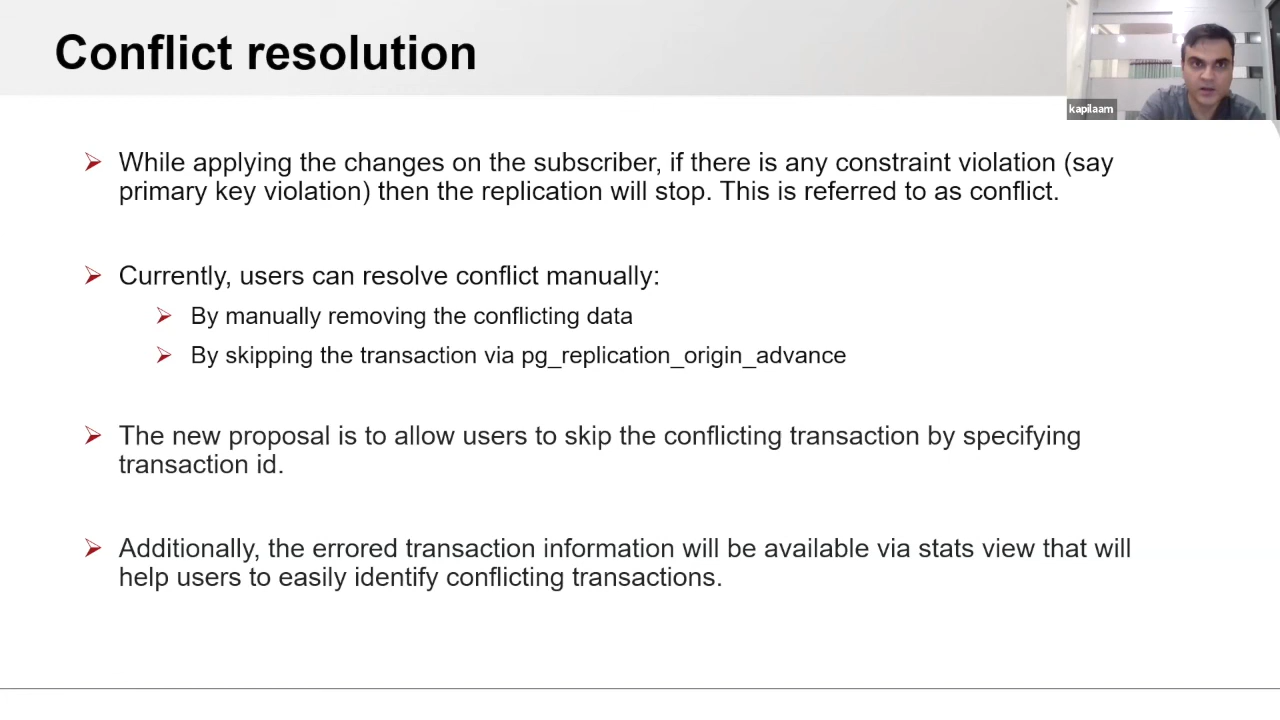 Conflict resolution
kapilaam
While applying the changes on the subscriber, if there is any constraint violation (say
primary key violation) then the replication will stop. This is referred to as conflict.
Currently, users can resolve conflict manually:
By manually removing the conflicting data
By skipping the transaction via pg_replication_origin_advance
The new proposal is to allow users to skip the conflicting transaction by specifying
transaction id.
Additionally, the errored transaction information will be available via stats view that will
help users to easily identify conflicting transactions.